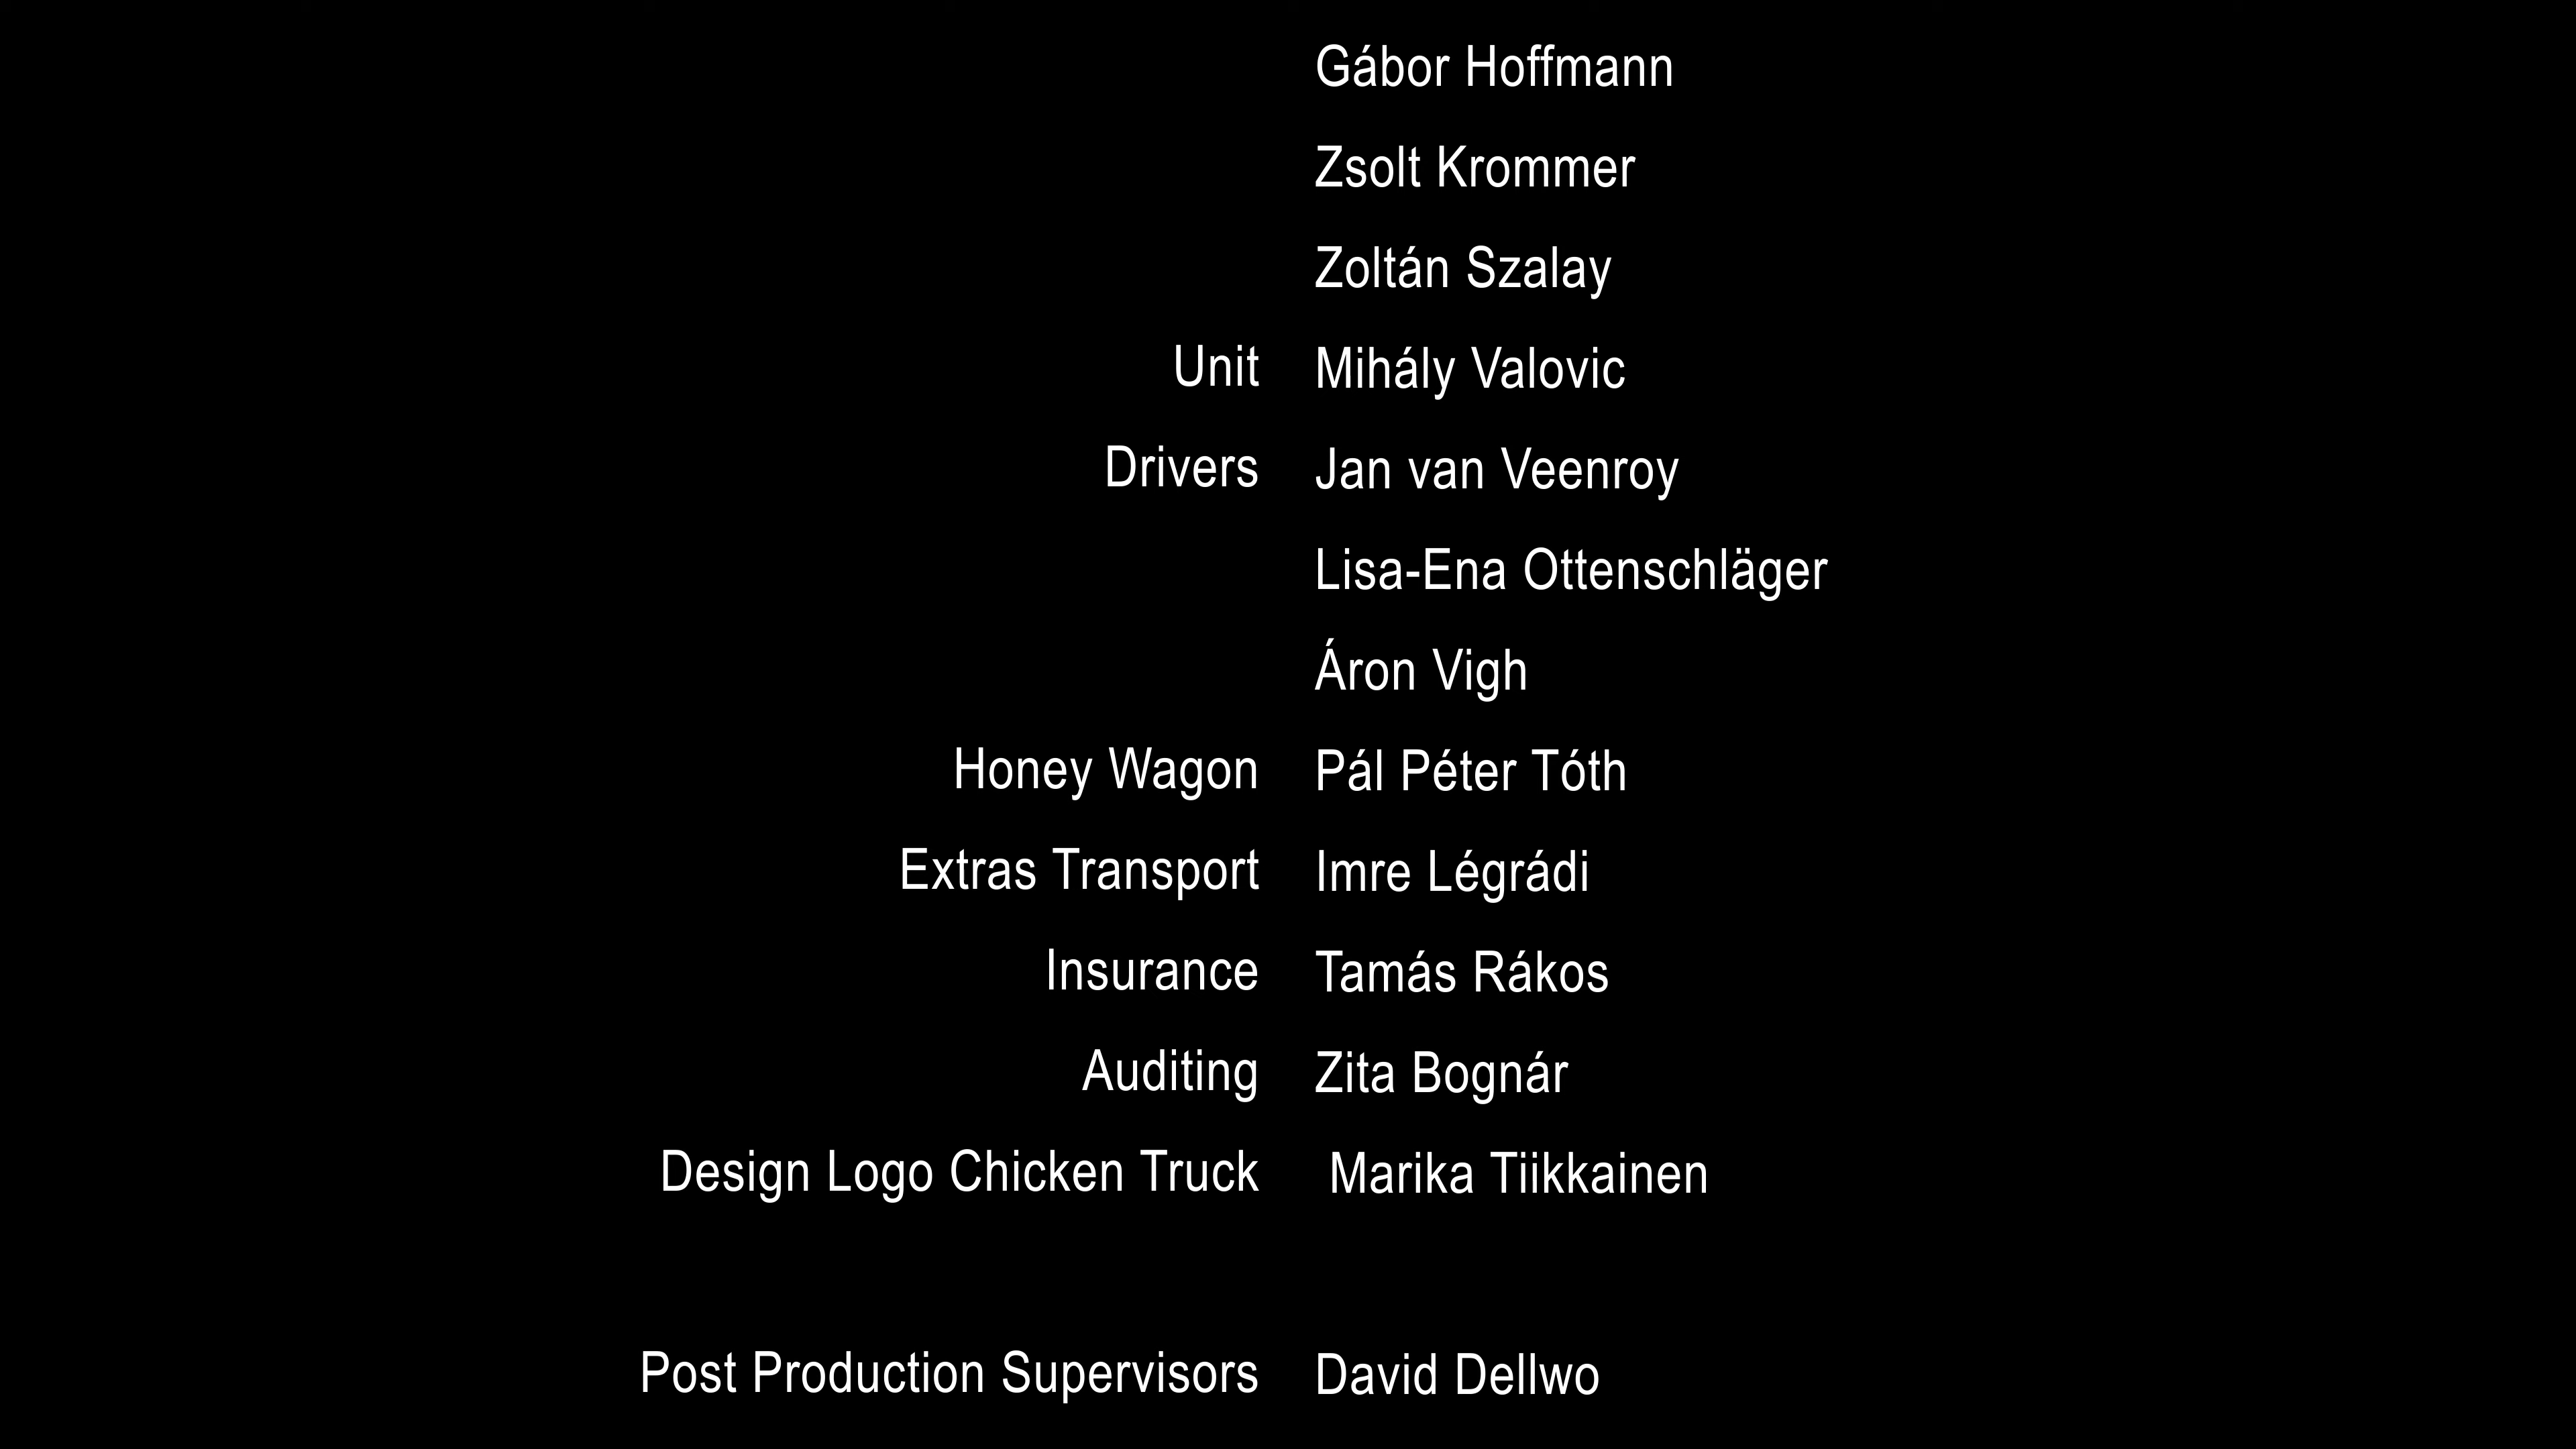 Gábor Hoffmann
Zsolt Krommer
Zoltán Szalay
Unit Mihály Valovic
Drivers Jan van Veenroy
Lisa-Ena Ottenschläger
Áron Vigh
Honey Wagon Pál Péter Tóth
Extras Transport Imre Légrádi
Insurance Tamás Rákos
Auditing Zita Bognár
Design Logo Chicken Truck Marika Tiikkainen
Post Production Supervisors David Dellwo